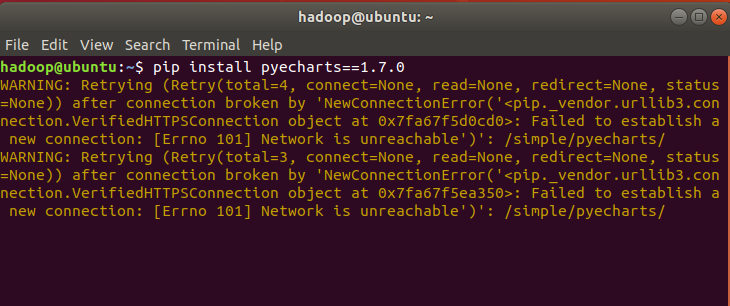 hadoop@ubuntu: ~
File Edit View Search Terminal Help
hadoop@ubuntu:~$ pip install pyecharts==1.7.0
WARNING: Retrying (Retry(total=4, connect=None, read=None, redirect=None, status
=None)) after connection broken by 'NewConnectionError('<pip._vendor.urllib3.con
nection.VerifiedHTTPSConnection object at 0x7fa67f5d0cd0>: Failed to establish a
 new connection: [Errno 101] Network is unreachable')': /simple/pyecharts/
WARNING: Retrying (Retry(total=3, connect=None, read=None, redirect=None, status
=None)) after connection broken by 'NewConnectionError('<pip._vendor.urllib3.con
nection.VerifiedHTTPSConnection object at 0x7fa67f5ea350>: Failed to establish a
 new connection: [Errno 101] Network is unreachable')': /simple/pyecharts/